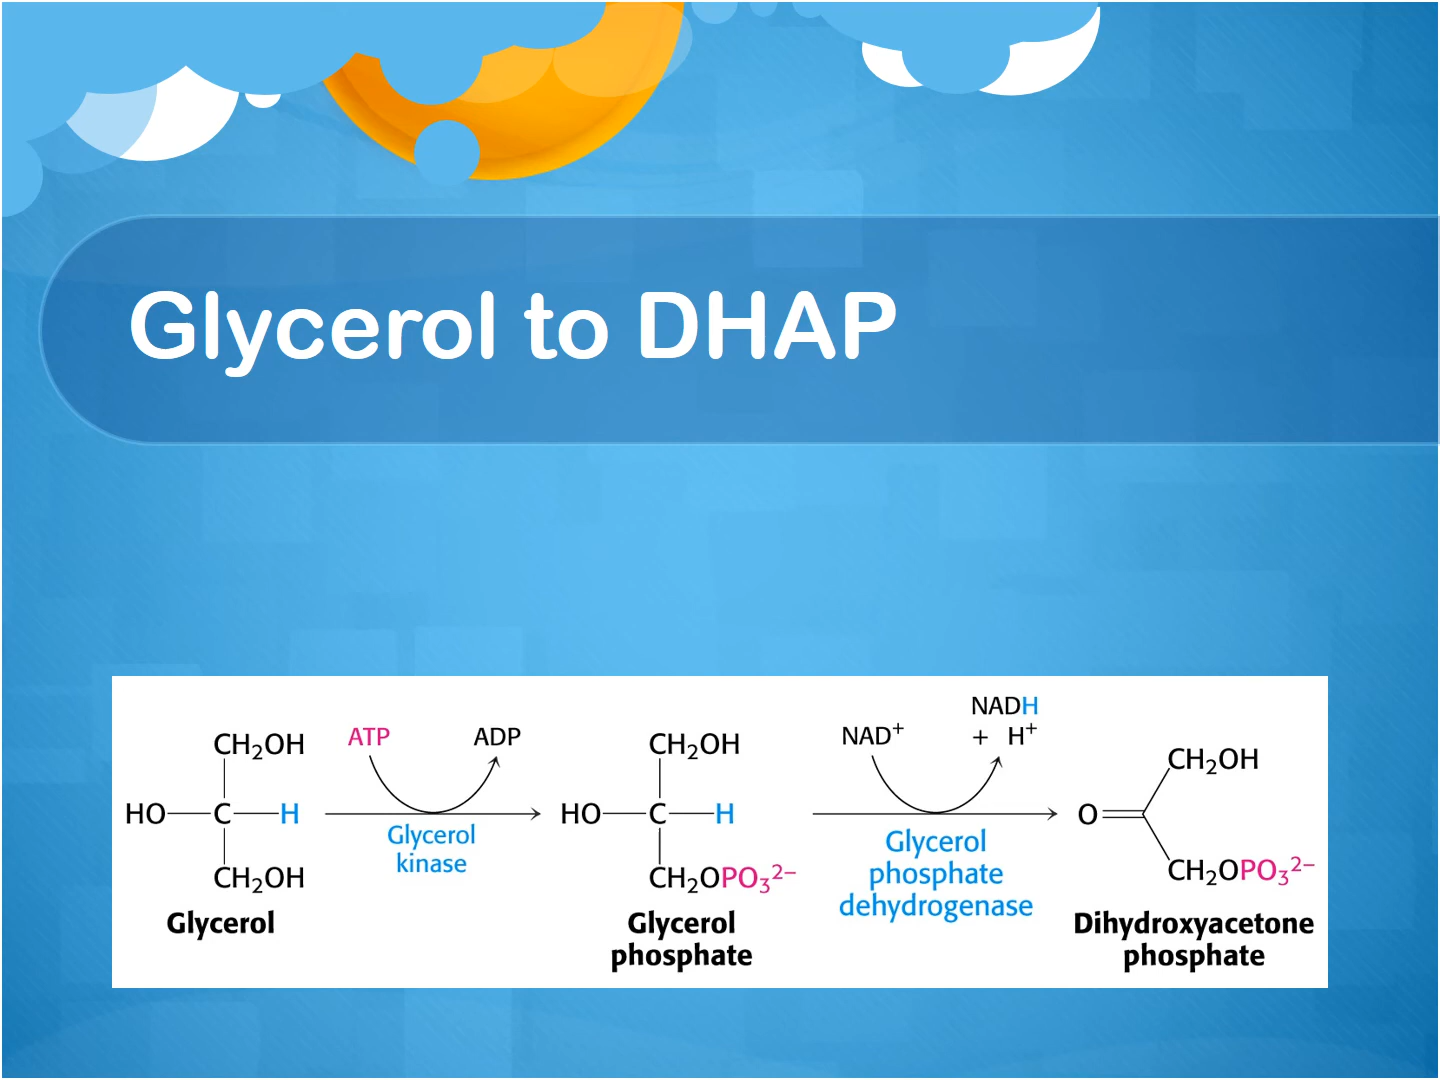 Glycerol to DHAP
CH₂OH
HO—C—H
CH₂OH
Glycerol
ATP
ADP
Glycerol
kinase
CH₂OH
HO—C—H
CH₂OPO₃²⁻
Glycerol
phosphate
NAD⁺
NADH
+ H⁺
Glycerol
phosphate
dehydrogenase
CH₂OH
O
CH₂OPO₃²⁻
Dihydroxyacetone
phosphate